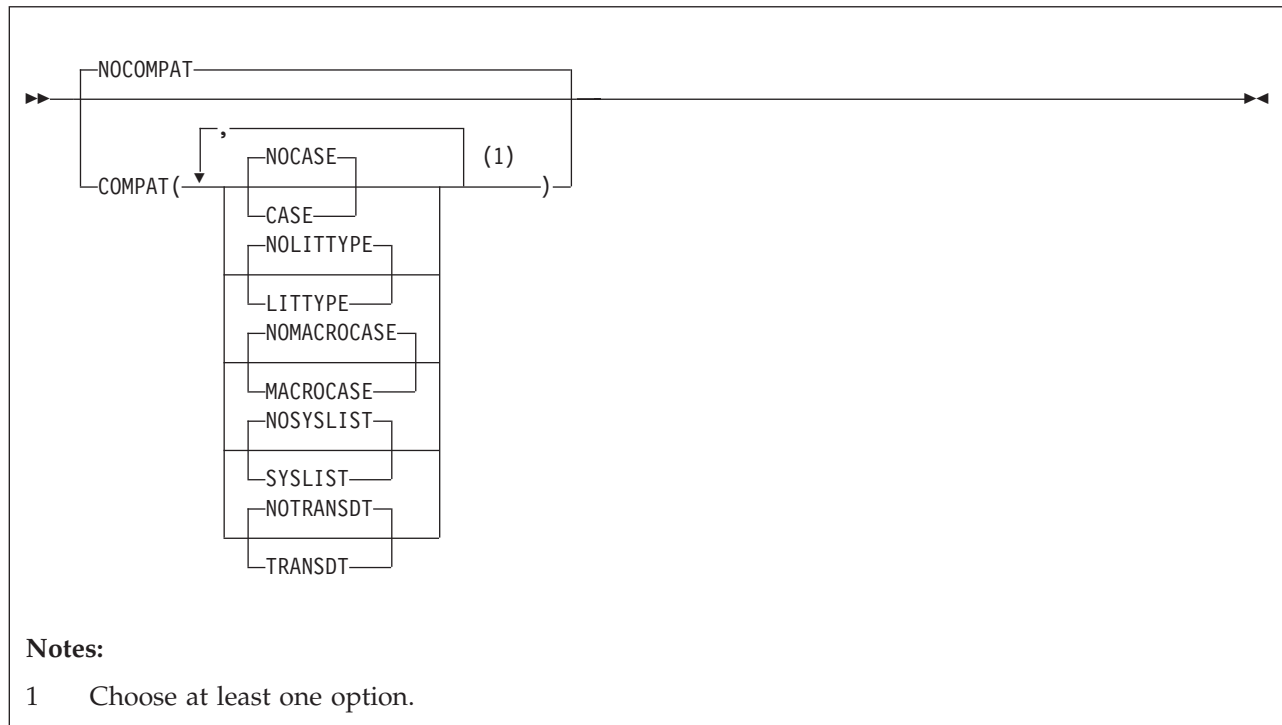 NOCOMPAT
,
NOCASE
(1)
COMPAT(
)
CASE
NOLITTYPE
LITTYPE
NOMACROCASE
MACROCASE
NOSYSLIST
SYSLIST
NOTRANSDT
TRANSDT
Notes:
1 Choose at least one option.